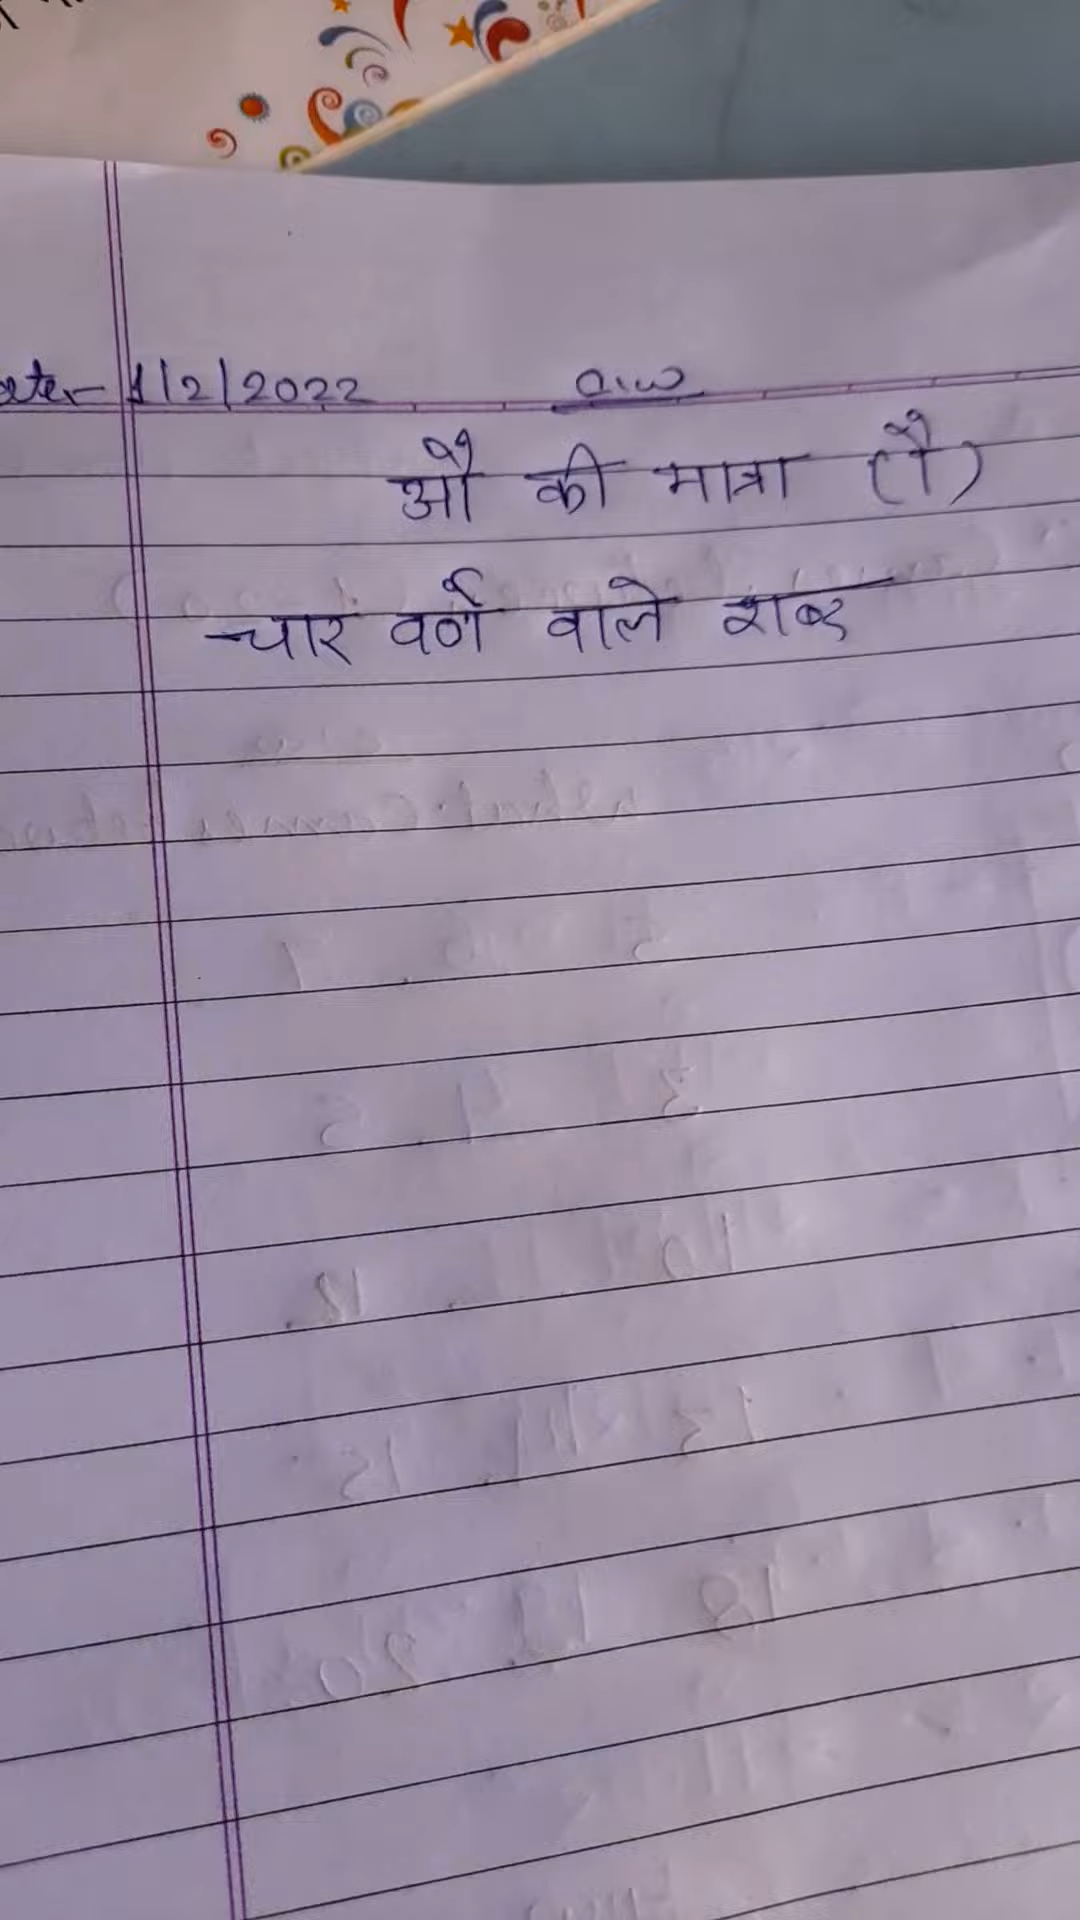 Date- 1/2/2022 C.W
औ की मात्रा (ौ)
चार वर्ण वाले शब्द